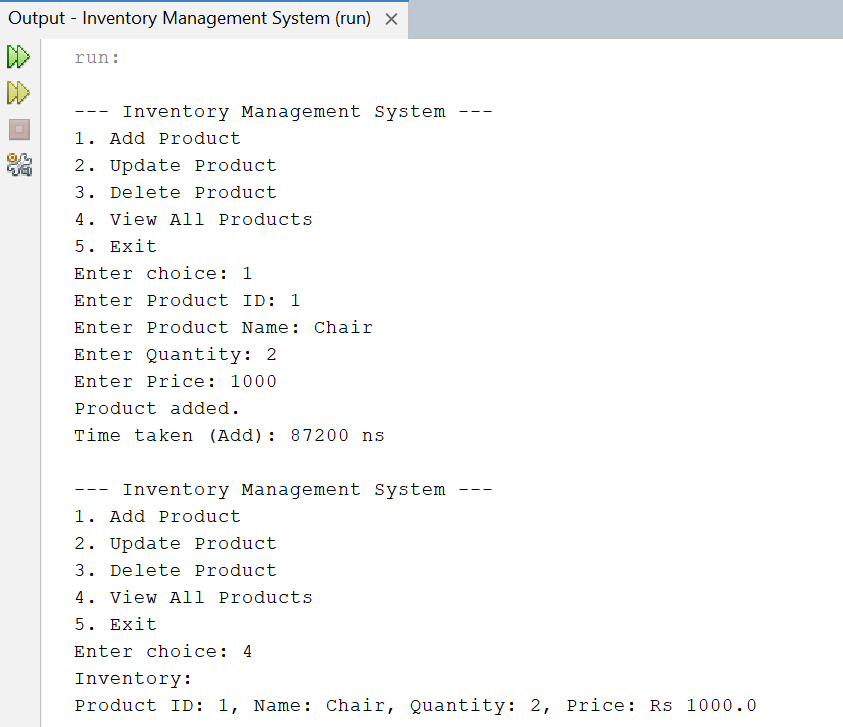 Output - Inventory Management System (run)
run:
--- Inventory Management System ---
1. Add Product
2. Update Product
3. Delete Product
4. View All Products
5. Exit
Enter choice: 1
Enter Product ID: 1
Enter Product Name: Chair
Enter Quantity: 2
Enter Price: 1000
Product added.
Time taken (Add): 87200 ns
--- Inventory Management System ---
1. Add Product
2. Update Product
3. Delete Product
4. View All Products
5. Exit
Enter choice: 4
Inventory:
Product ID: 1, Name: Chair, Quantity: 2, Price: Rs 1000.0